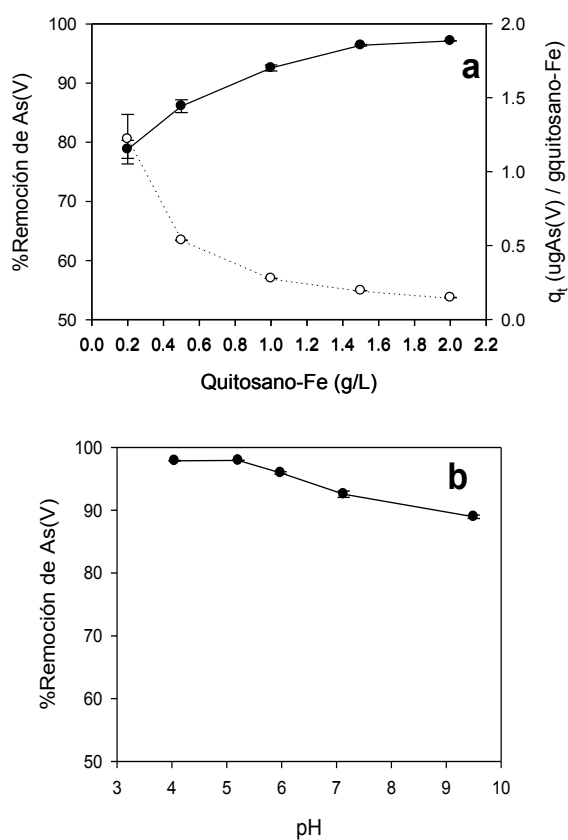 a
%Remoción de As(V)
100
90
80
70
60
50
2.0
1.5
1.0
0.5
0.0
q_t (ugAs(V) / gquitosano-Fe)
0.0 0.2 0.4 0.6 0.8 1.0 1.2 1.4 1.6 1.8 2.0 2.2
Quitosano-Fe (g/L)
b
%Remoción de As(V)
100
90
80
70
60
50
3 4 5 6 7 8 9 10
pH